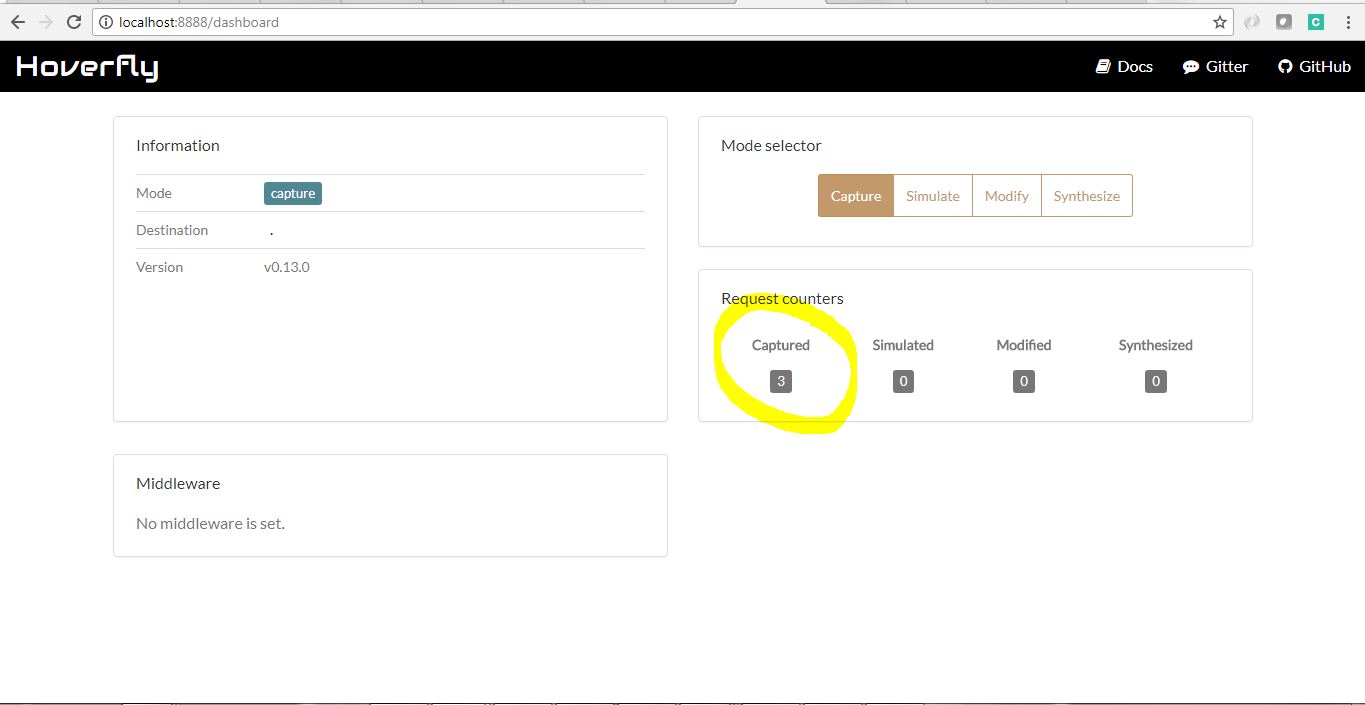 localhost:8888/dashboard
Hoverfly
Docs Gitter GitHub
Information
Mode capture
Destination .
Version v0.13.0
Mode selector
Capture Simulate Modify Synthesize
Request counters
Captured Simulated Modified Synthesized
3 0 0 0
Middleware
No middleware is set.